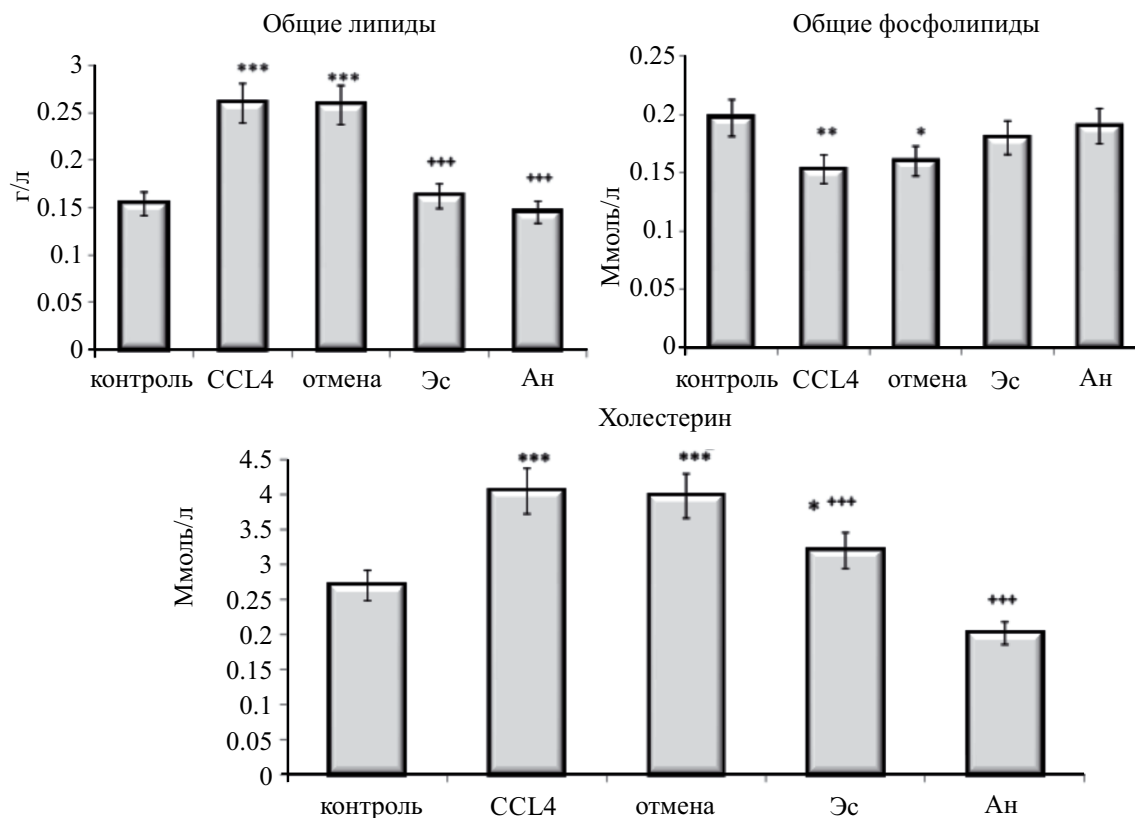 Общие липиды
3
0.25
0.2
0.15
0.1
0.05
0
г/л
*** *** +++ +++
контроль CCL4 отмена Эс Ан
Общие фосфолипиды
0.25
0.2
0.15
0.1
0.05
0
Ммоль/л
** *
контроль CCL4 отмена Эс Ан
Холестерин
4.5
4
3.5
3
0.25
0.2
0.15
0.1
0.05
0
Ммоль/л
*** *** * +++ +++
контроль CCL4 отмена Эс Ан